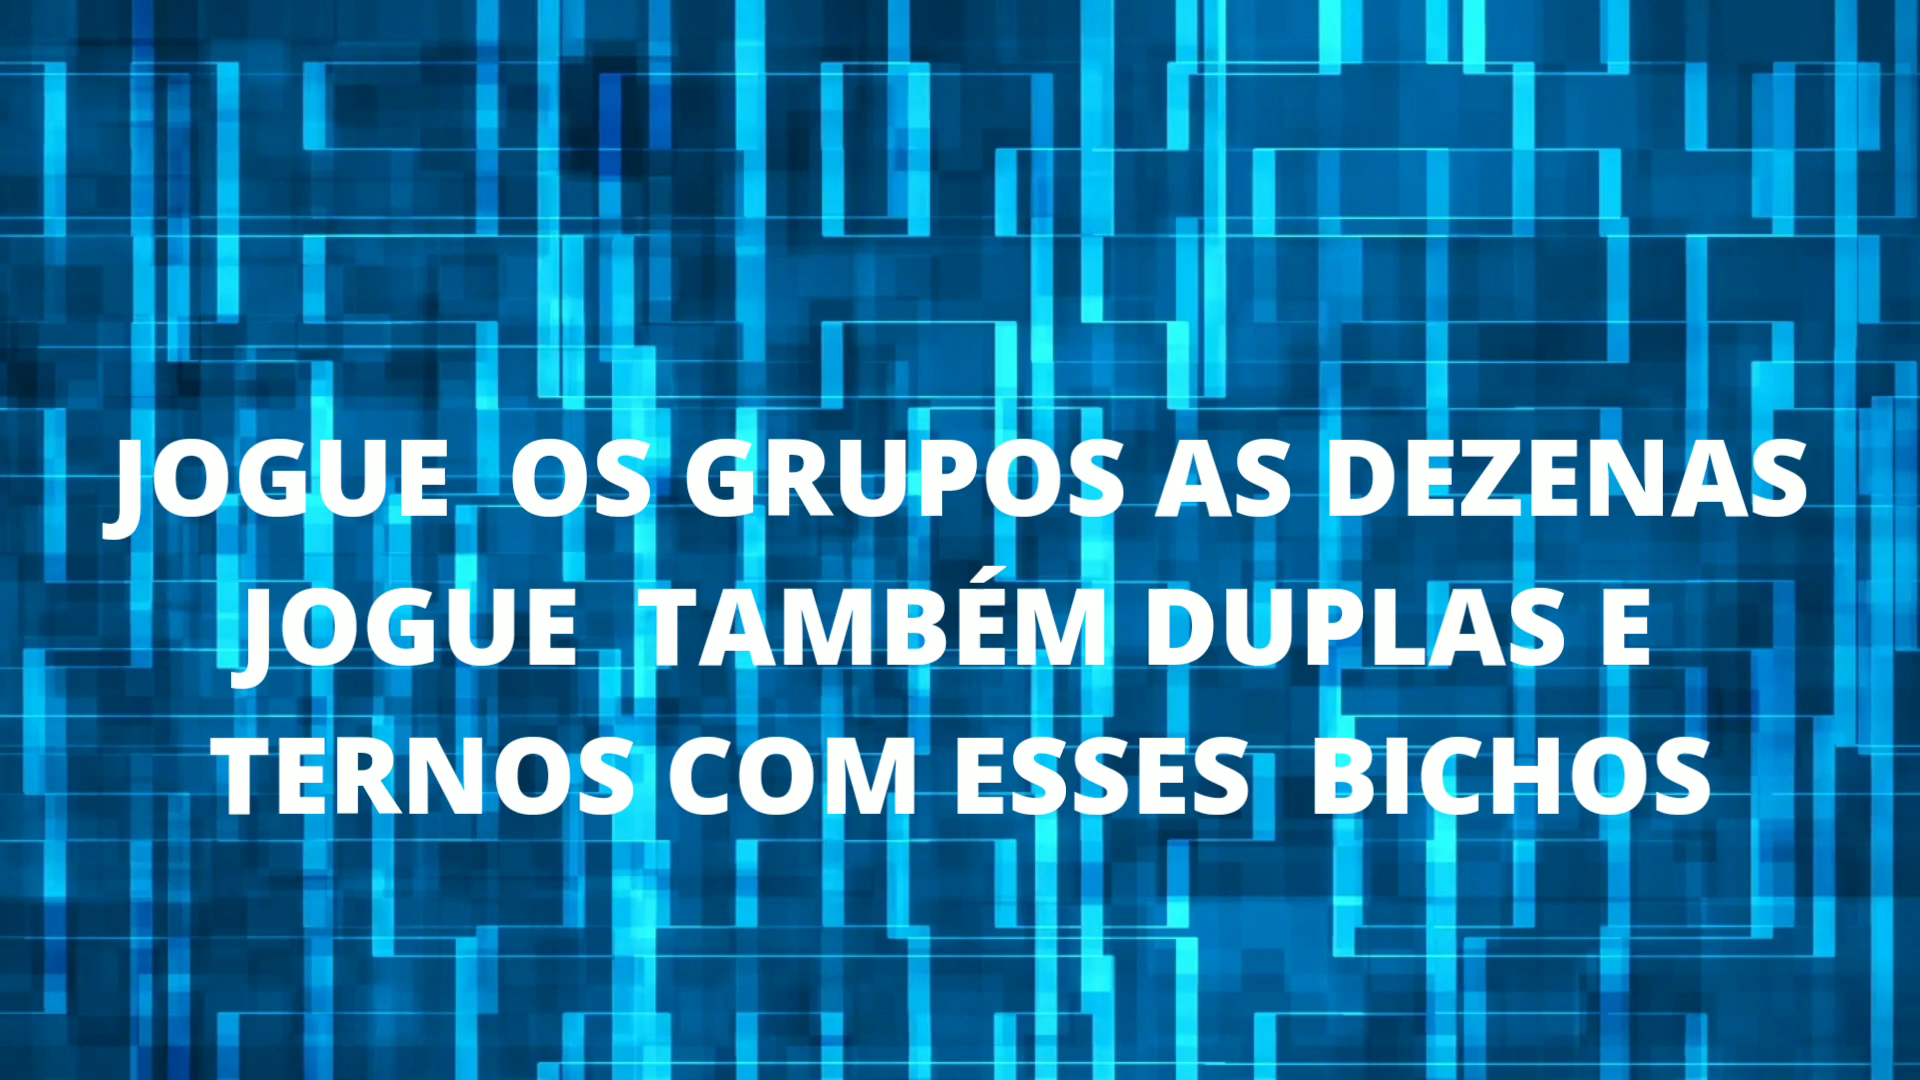 JOGUE OS GRUPOS AS DEZENAS
JOGUE TAMBÉM DUPLAS E
TERNOS COM ESSES BICHOS